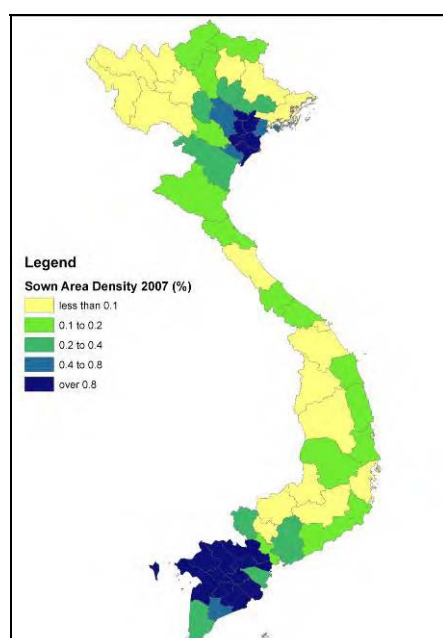 Legend
Sown Area Density 2007 (%)
less than 0.1
0.1 to 0.2
0.2 to 0.4
0.4 to 0.8
over 0.8